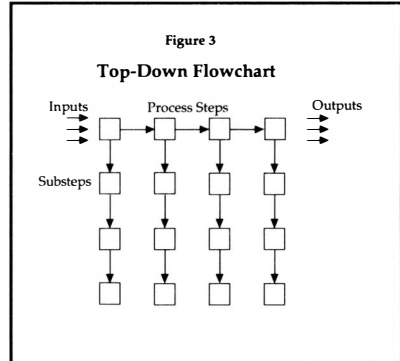 Figure 3
Top-Down Flowchart
Inputs
Process Steps
Outputs
Substeps